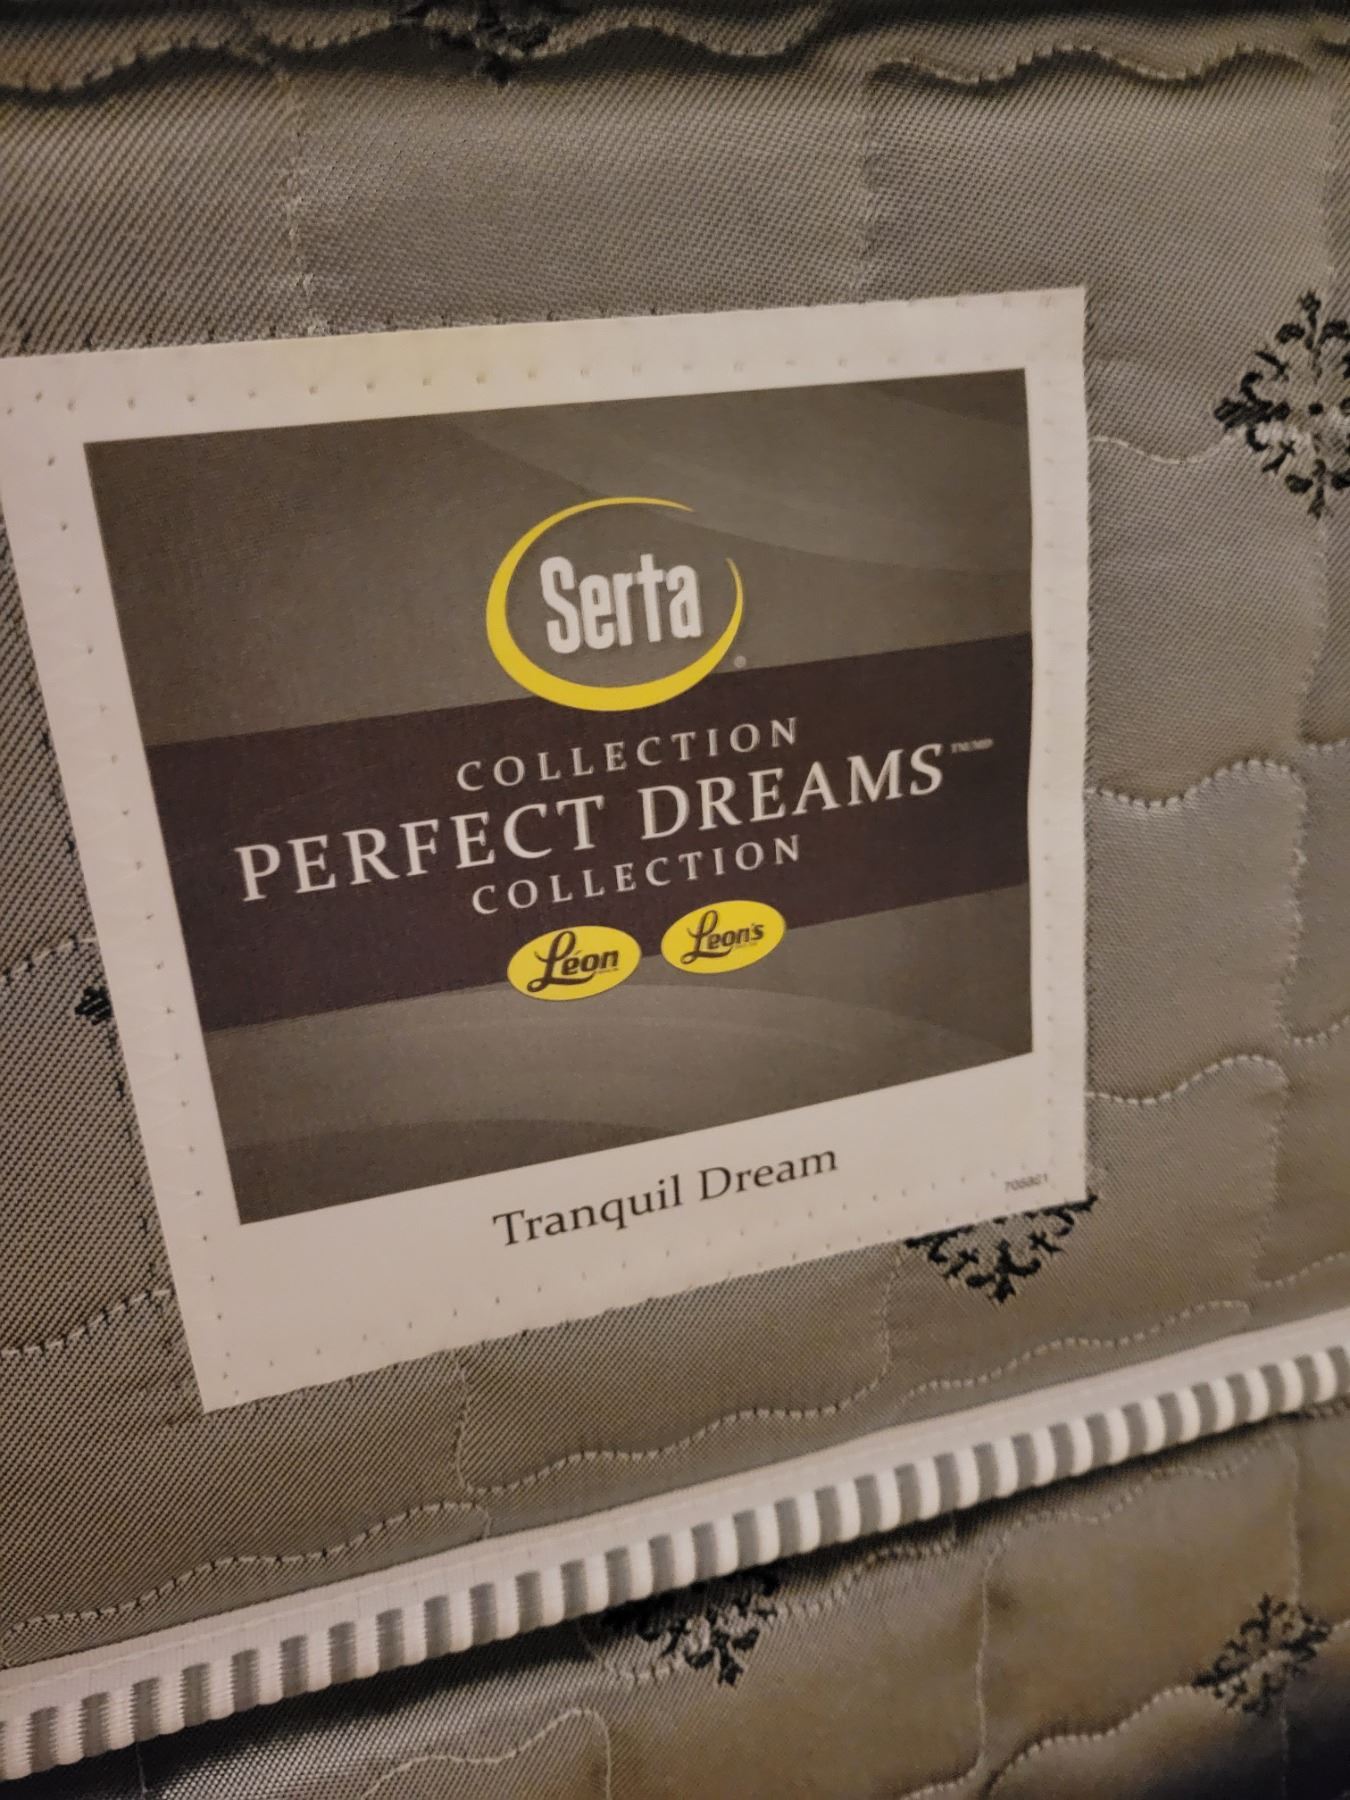 Serta
COLLECTION
PERFECT DREAMS
COLLECTION
Léon Leon's
Tranquil Dream